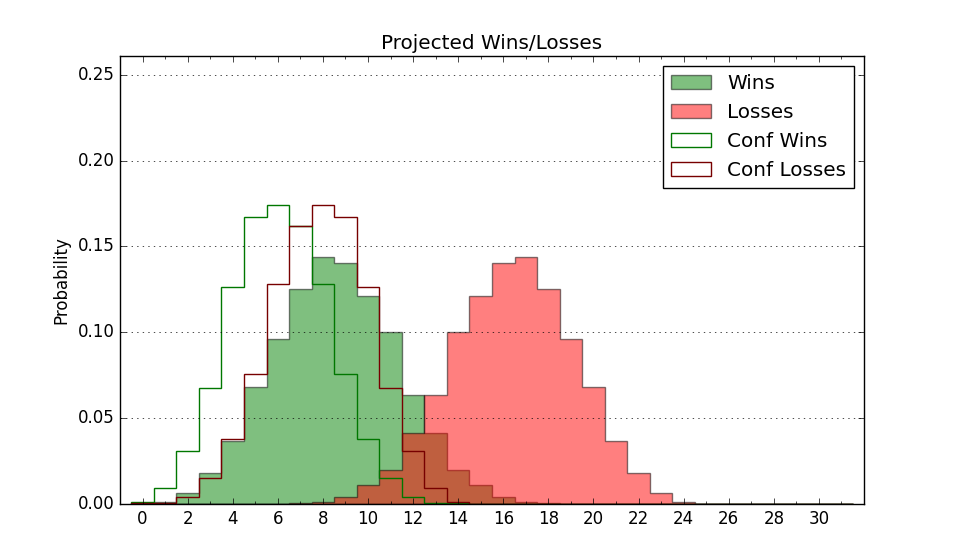 Projected Wins/Losses
0.25
0.20
0.15
0.10
0.05
0.00
Probability
Wins
Losses
Conf Wins
Conf Losses
0 2 4 6 8 10 12 14 16 18 20 22 24 26 28 30